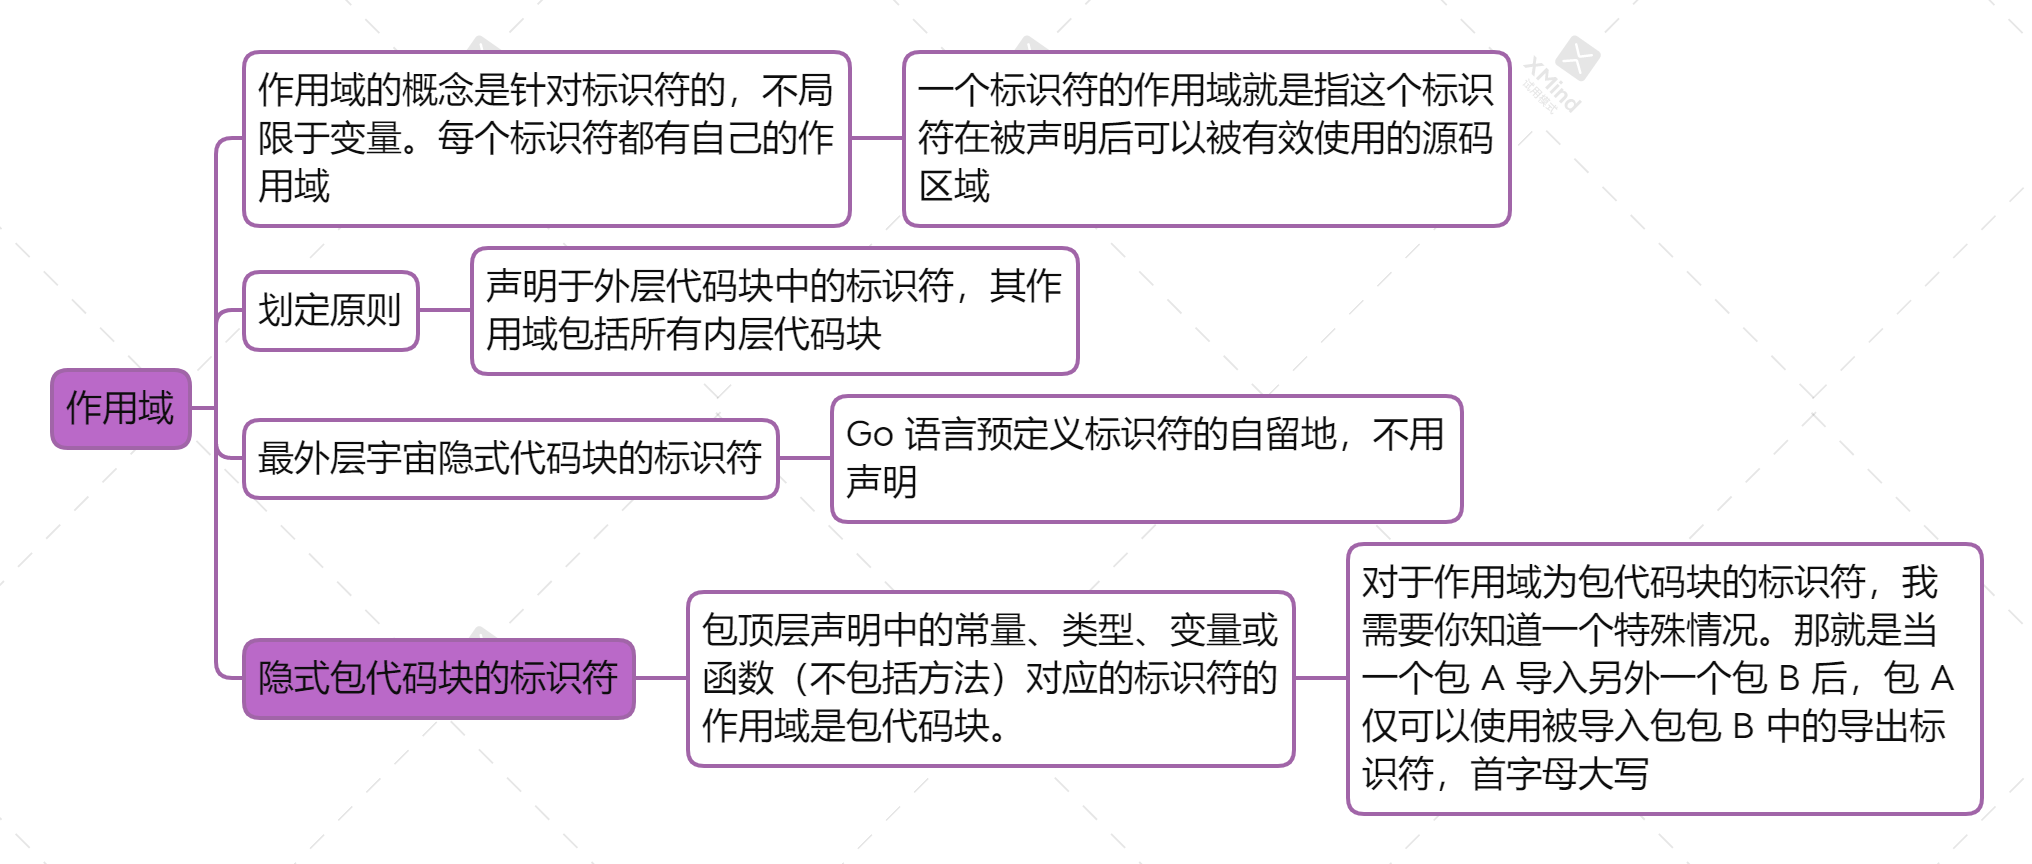 作用域的概念是针对标识符的，不局
限于变量。每个标识符都有自己的作
用域
一个标识符的作用域就是指这个标识
符在被声明后可以被有效使用的源码
区域
XMind
试用模式
划定原则
声明于外层代码块中的标识符，其作
用域包括所有内层代码块
作用域
最外层宇宙隐式代码块的标识符
Go 语言预定义标识符的自留地，不用
声明
隐式包代码块的标识符
包顶层声明中的常量、类型、变量或
函数（不包括方法）对应的标识符的
作用域是包代码块。
对于作用域为包代码块的标识符，我
需要你知道一个特殊情况。那就是当
一个包 A 导入另外一个包 B 后，包 A
仅可以使用被导入包包 B 中的导出标
识符，首字母大写